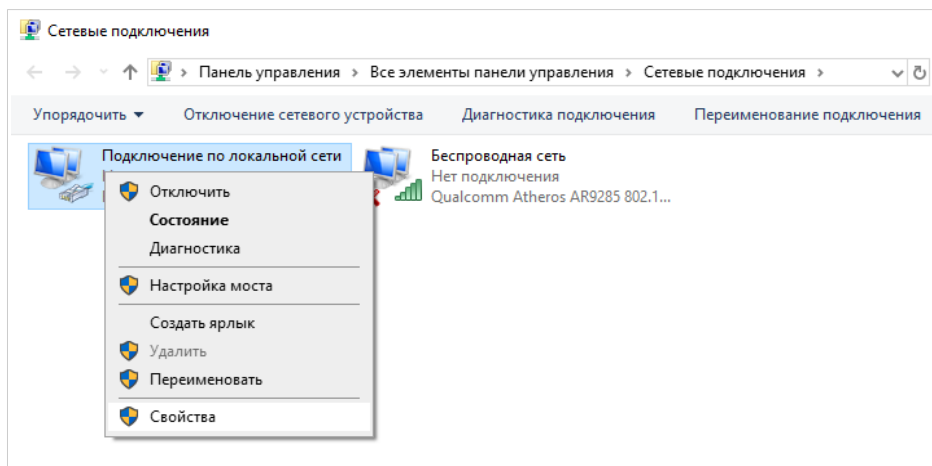 Сетевые подключения
Панель управления › Все элементы панели управления › Сетевые подключения ›
Упорядочить Отключение сетевого устройства Диагностика подключения Переименование подключения
Подключение по локальной сети
Беспроводная сеть
Нет подключения
Qualcomm Atheros AR9285 802.1...
Отключить
Состояние
Диагностика
Настройка моста
Создать ярлык
Удалить
Переименовать
Свойства